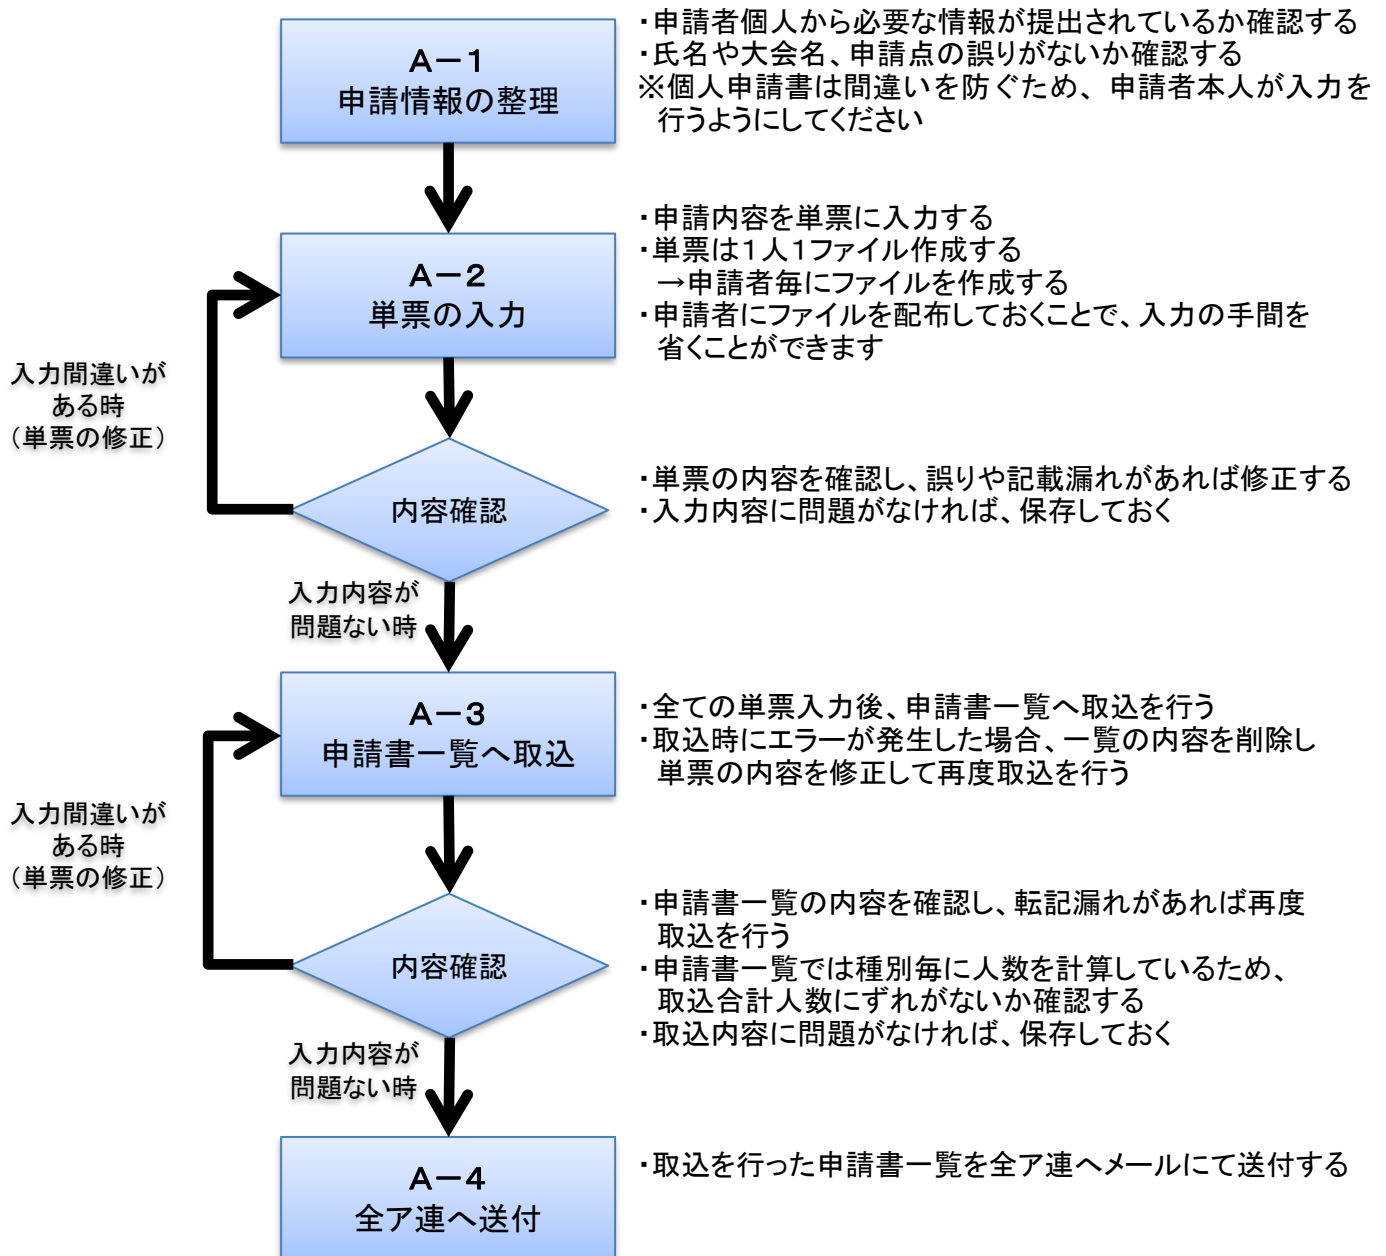 A-1
申請情報の整理
・申請者個人から必要な情報が提出されているか確認する
・氏名や大会名、申請点の誤りがないか確認する
※個人申請書は間違いを防ぐため、申請者本人が入力を
行うようにしてください
A-2
単票の入力
・申請内容を単票に入力する
・単票は1人1ファイル作成する
→申請者毎にファイルを作成する
・申請者にファイルを配布しておくことで、入力の手間を
省くことができます
入力間違いが
ある時
（単票の修正）
内容確認
・単票の内容を確認し、誤りや記載漏れがあれば修正する
・入力内容に問題がなければ、保存しておく
入力内容が
問題ない時
A-3
申請書一覧へ取込
・全ての単票入力後、申請書一覧へ取込を行う
・取込時にエラーが発生した場合、一覧の内容を削除し
単票の内容を修正して再度取込を行う
入力間違いが
ある時
（単票の修正）
内容確認
・申請書一覧の内容を確認し、転記漏れがあれば再度
取込を行う
・申請書一覧では種別毎に人数を計算しているため、
取込合計人数にずれがないか確認する
・取込内容に問題がなければ、保存しておく
入力内容が
問題ない時
A-4
全ア連へ送付
・取込を行った申請書一覧を全ア連へメールにて送付する